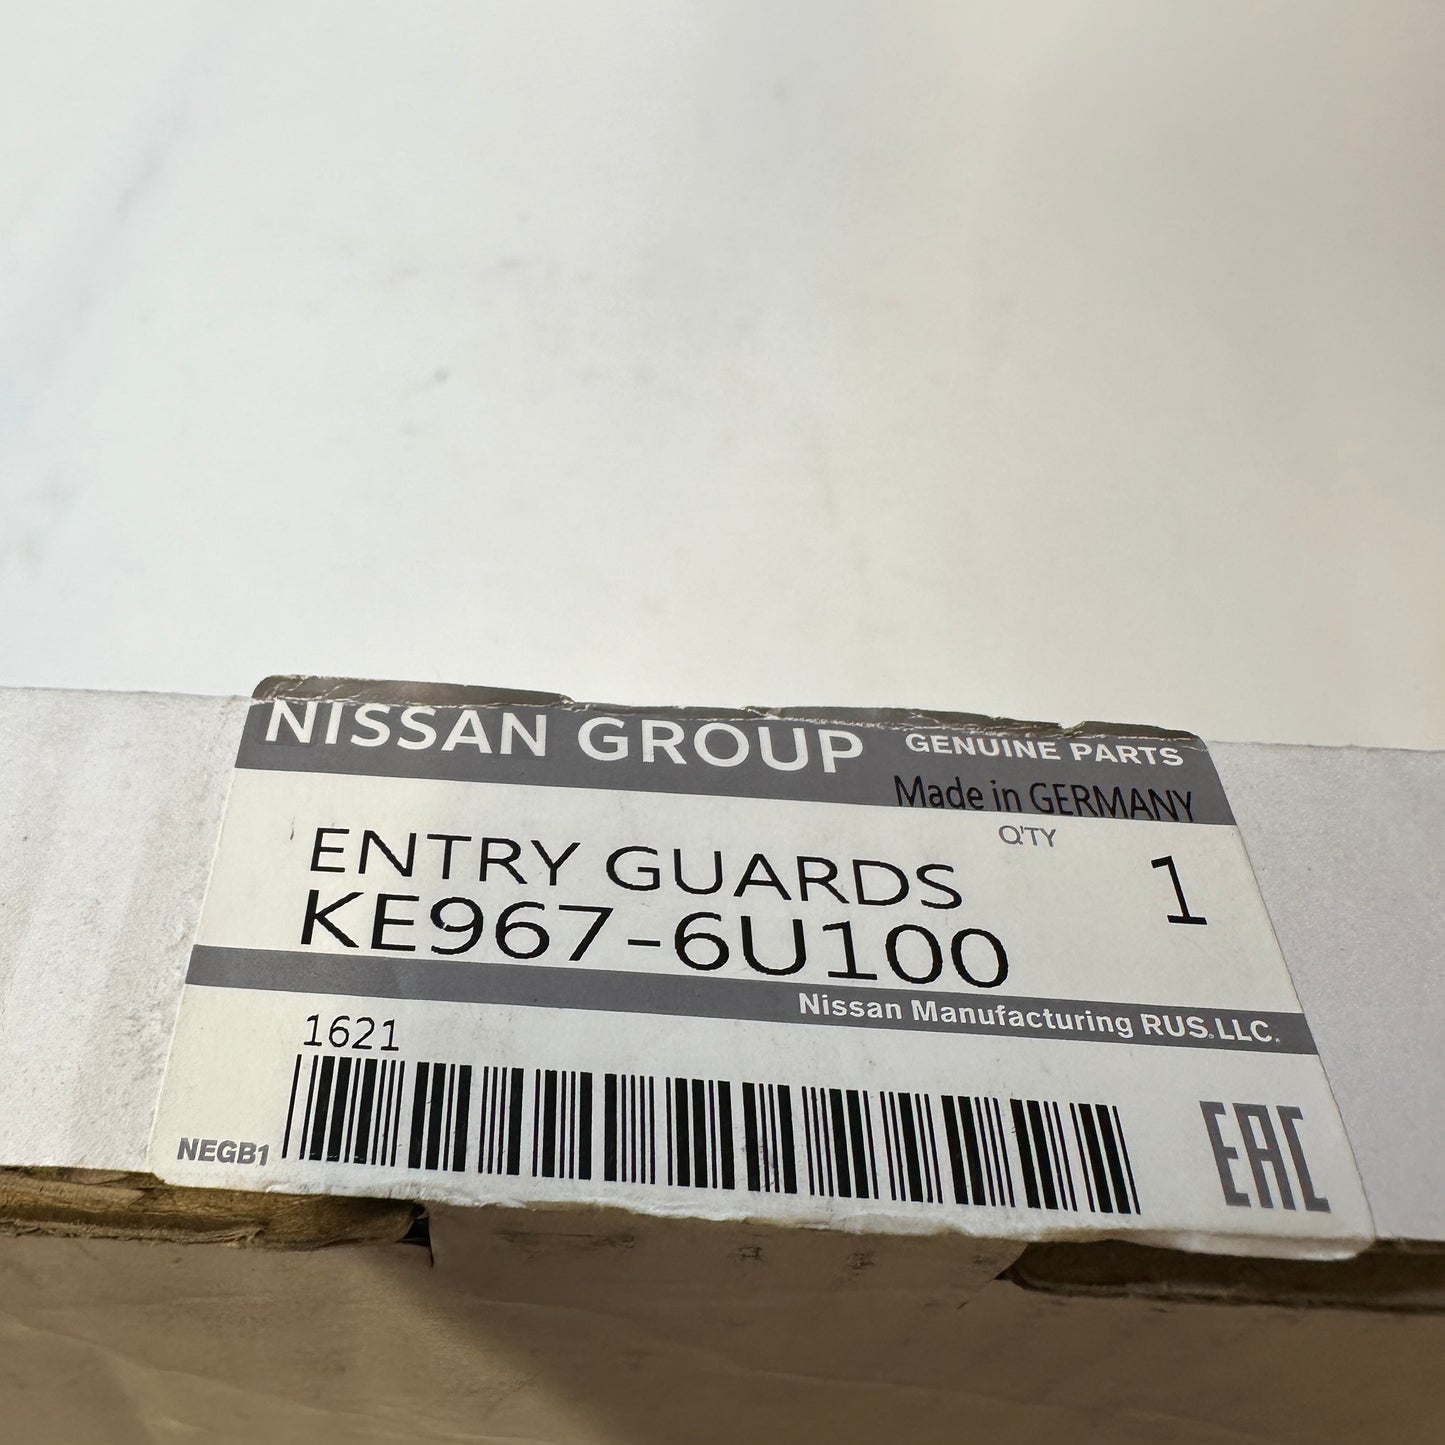 NISSAN GROUP GENUINE PARTS
Made in GERMANY
Q'TY
ENTRY GUARDS 1
KE967-6U100
Nissan Manufacturing RUS.LLC.
1621
NEGB1
EAC